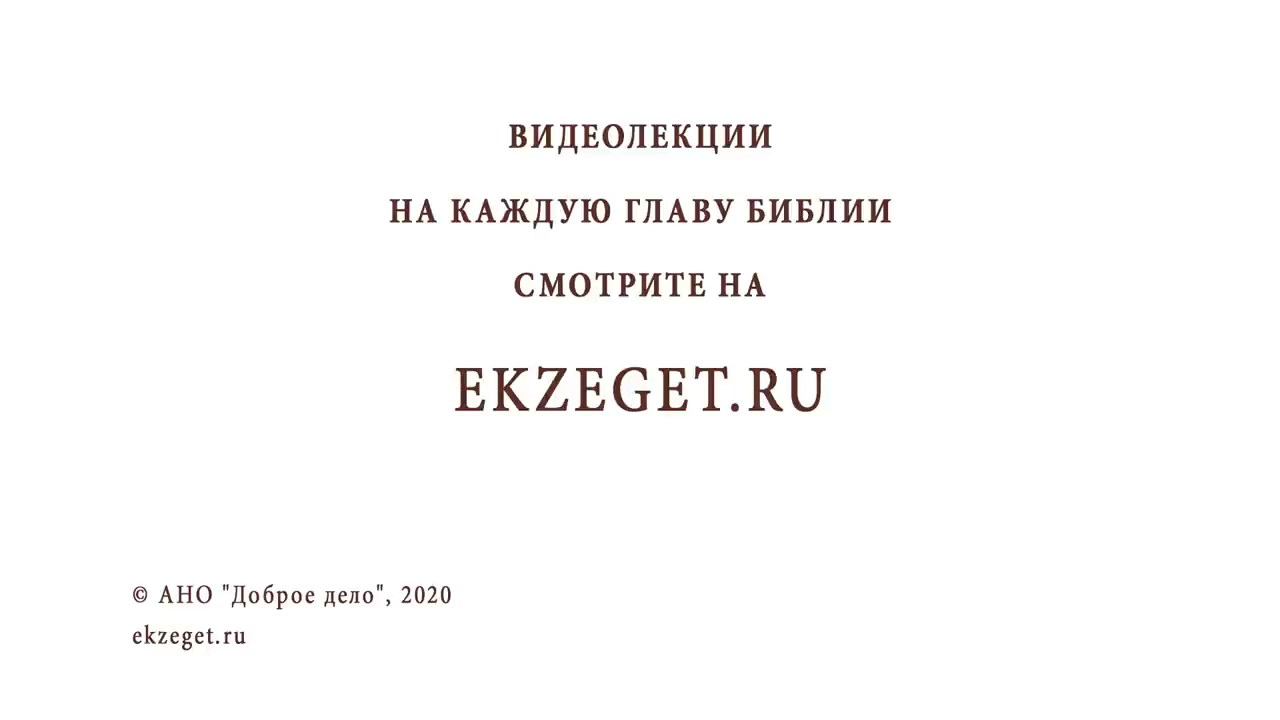 ВИДЕОЛЕКЦИИ
НА КАЖДУЮ ГЛАВУ БИБЛИИ
СМОТРИТЕ НА
EKZEGET.RU
© АНО "Доброе дело", 2020
ekzeget.ru